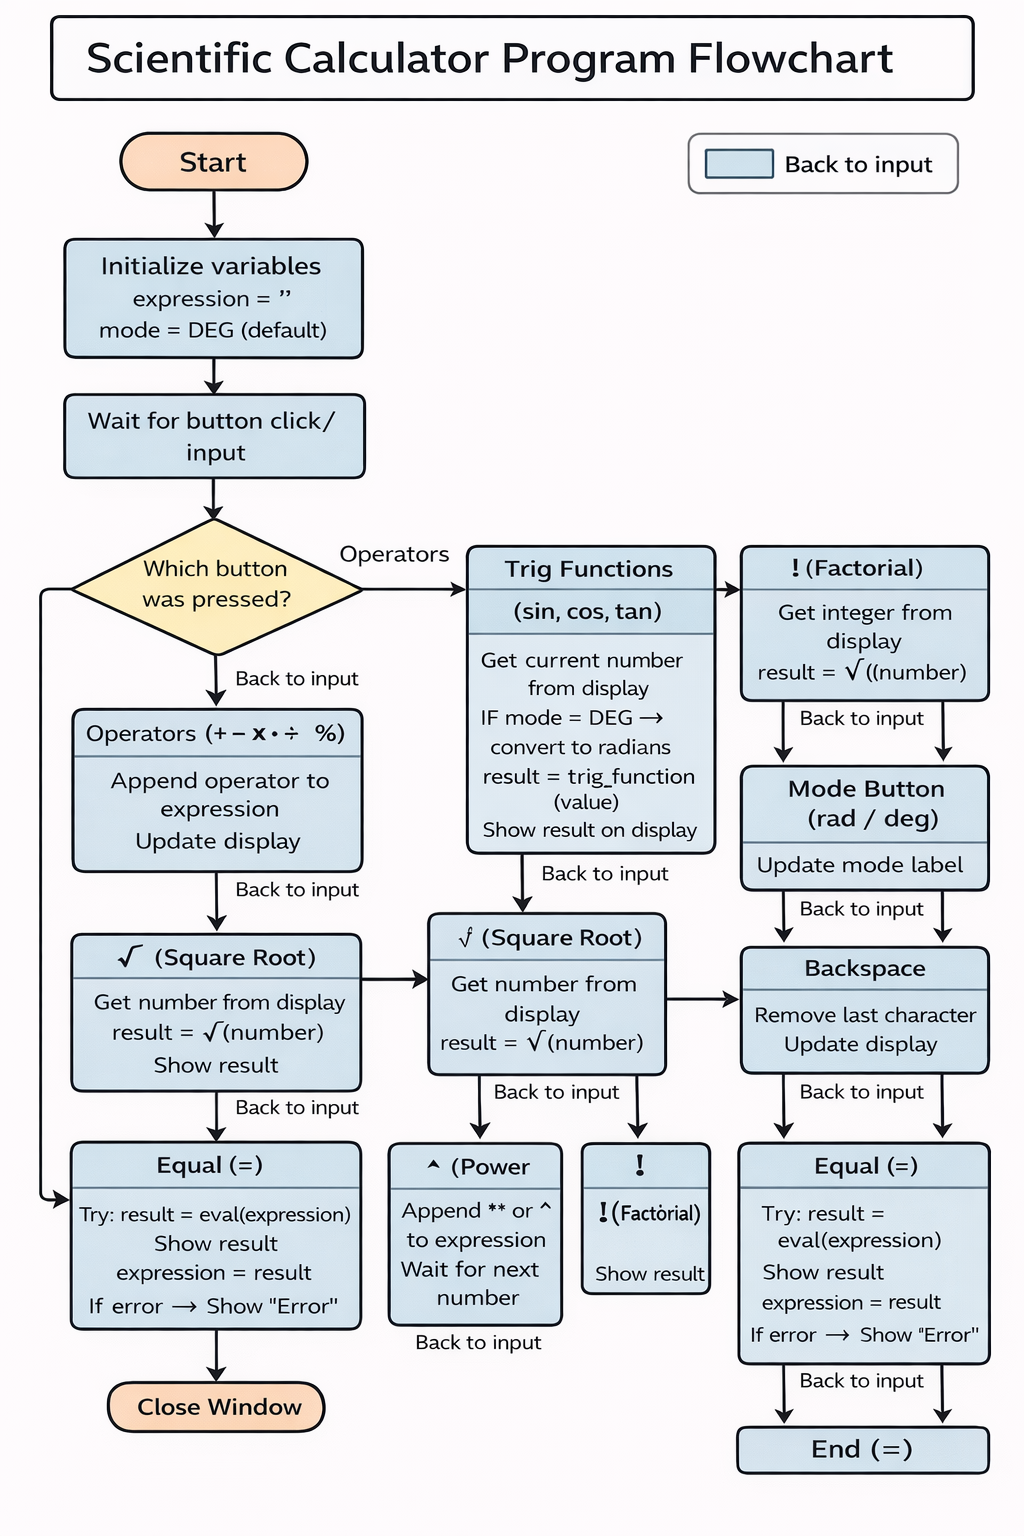 Scientific Calculator Program Flowchart
Start
Back to input
Initialize variables
expression = ’’
mode = DEG (default)
Wait for button click/
input
Which button
was pressed?
Operators
Back to input
Operators (+ − x · ÷  %)
Append operator to
expression
Update display
Back to input
√ (Square Root)
Get number from display
result = √(number)
Show result
Back to input
Equal (=)
Try: result = eval(expression)
Show result
expression = result
If error → Show "Error"
Close Window
Trig Functions
(sin, cos, tan)
Get current number
from display
IF mode = DEG →
convert to radians
result = trig_function
(value)
Show result on display
Back to input
√ (Square Root)
Get number from
display
result = √(number)
Back to input
^ (Power
Append ** or ^
to expression
Wait for next
number
Back to input
!
!(Factorial)
Show result
! (Factorial)
Get integer from
display
result = √((number)
Back to input
Mode Button
(rad / deg)
Update mode label
Back to input
Backspace
Remove last character
Update display
Back to input
Equal (=)
Try: result =
eval(expression)
Show result
expression = result
If error → Show "Error"
Back to input
End (=)